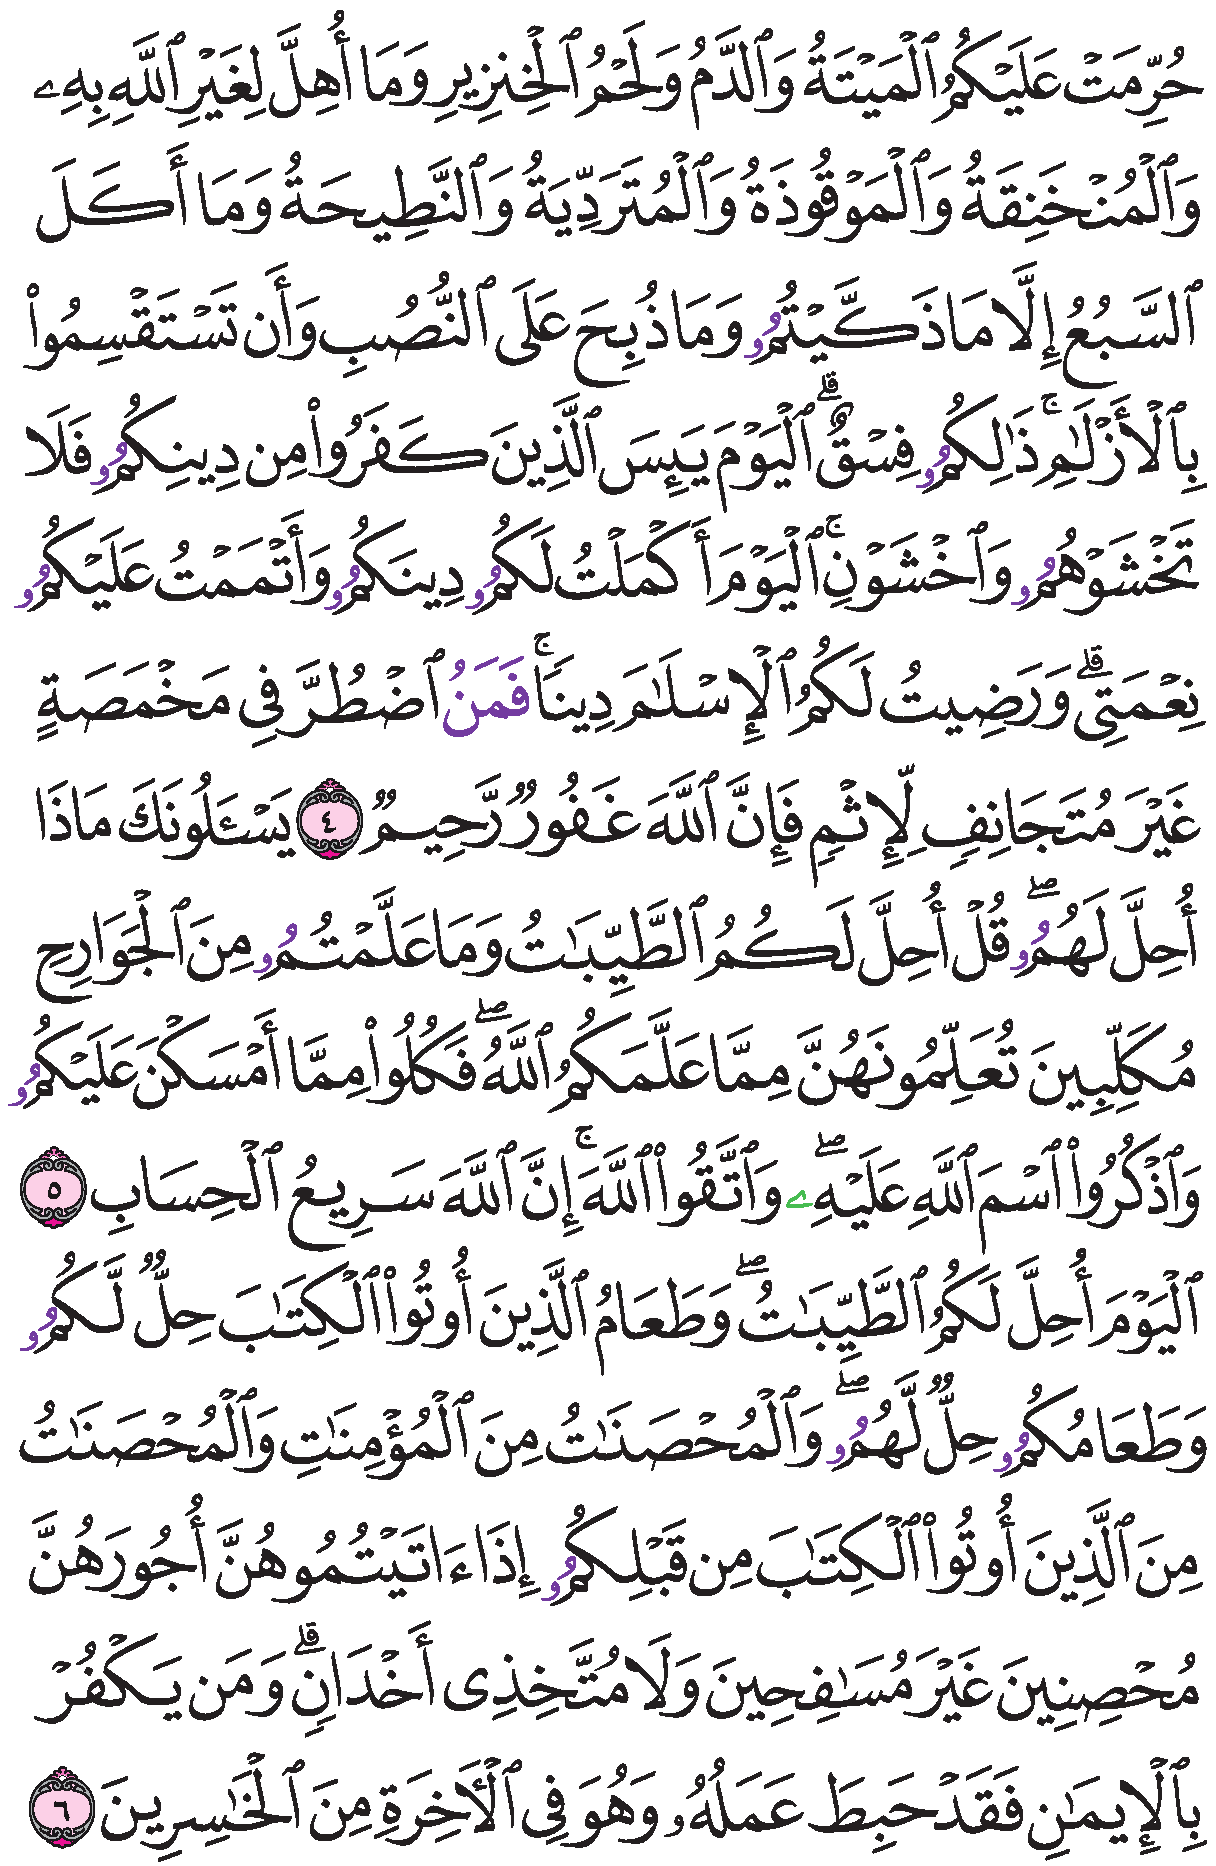 حُرِّمَتْ عَلَيْكُمُ ٱلْمَيْتَةُ وَٱلدَّمُ وَلَحْمُ ٱلْخِنزِيرِ وَمَا أُهِلَّ لِغَيْرِ ٱللَّهِ بِهِۦ
وَٱلْمُنْخَنِقَةُ وَٱلْمَوْقُوذَةُ وَٱلْمُتَرَدِّيَةُ وَٱلنَّطِيحَةُ وَمَا أَكَلَ
ٱلسَّبُعُ إِلَّا مَا ذَكَّيْتُمُۥ وَمَا ذُبِحَ عَلَى ٱلنُّصُبِ وَأَن تَسْتَقْسِمُوا۟
بِٱلْأَزْلَٰمِ ۚ ذَٰلِكُمُۥ فِسْقٌ ۗ ٱلْيَوْمَ يَئِسَ ٱلَّذِينَ كَفَرُوا۟ مِن دِينِكُمُۥ فَلَا
تَخْشَوْهُمُۥ وَٱخْشَوْنِ ۚ ٱلْيَوْمَ أَكْمَلْتُ لَكُمُۥ دِينَكُمُۥ وَأَتْمَمْتُ عَلَيْكُمُۥ
نِعْمَتِى ۗ وَرَضِيتُ لَكُمُ ٱلْإِسْلَٰمَ دِينًا ۚ فَمَنُ ٱضْطُرَّ فِى مَخْمَصَةٍ
غَيْرَ مُتَجَانِفٍ لِّإِثْمٍ فَإِنَّ ٱللَّهَ غَفُورٌ رَّحِيمٌ ٤ يَسْـَٔلُونَكَ مَاذَا
أُحِلَّ لَهُمُۥ ۖ قُلْ أُحِلَّ لَكُمُ ٱلطَّيِّبَٰتُ وَمَا عَلَّمْتُمُۥ مِنَ ٱلْجَوَارِحِ
مُكَلِّبِينَ تُعَلِّمُونَهُنَّ مِمَّا عَلَّمَكُمُ ٱللَّهُ ۖ فَكُلُوا۟ مِمَّا أَمْسَكْنَ عَلَيْكُمُۥ
وَٱذْكُرُوا۟ ٱسْمَ ٱللَّهِ عَلَيْهِۦ ۖ وَٱتَّقُوا۟ ٱللَّهَ ۚ إِنَّ ٱللَّهَ سَرِيعُ ٱلْحِسَابِ ٥
ٱلْيَوْمَ أُحِلَّ لَكُمُ ٱلطَّيِّبَٰتُ ۖ وَطَعَامُ ٱلَّذِينَ أُوتُوا۟ ٱلْكِتَٰبَ حِلٌّ لَّكُمُۥ
وَطَعَامُكُمُۥ حِلٌّ لَّهُمُۥ ۖ وَٱلْمُحْصَنَٰتُ مِنَ ٱلْمُؤْمِنَٰتِ وَٱلْمُحْصَنَٰتُ
مِنَ ٱلَّذِينَ أُوتُوا۟ ٱلْكِتَٰبَ مِن قَبْلِكُمُۥ إِذَا ءَاتَيْتُمُوهُنَّ أُجُورَهُنَّ
مُحْصِنِينَ غَيْرَ مُسَٰفِحِينَ وَلَا مُتَّخِذِى أَخْدَانٍ ۗ وَمَن يَكْفُرْ
بِٱلْإِيمَٰنِ فَقَدْ حَبِطَ عَمَلُهُۥ وَهُوَ فِى ٱلْأَخِرَةِ مِنَ ٱلْخَٰسِرِينَ ٦